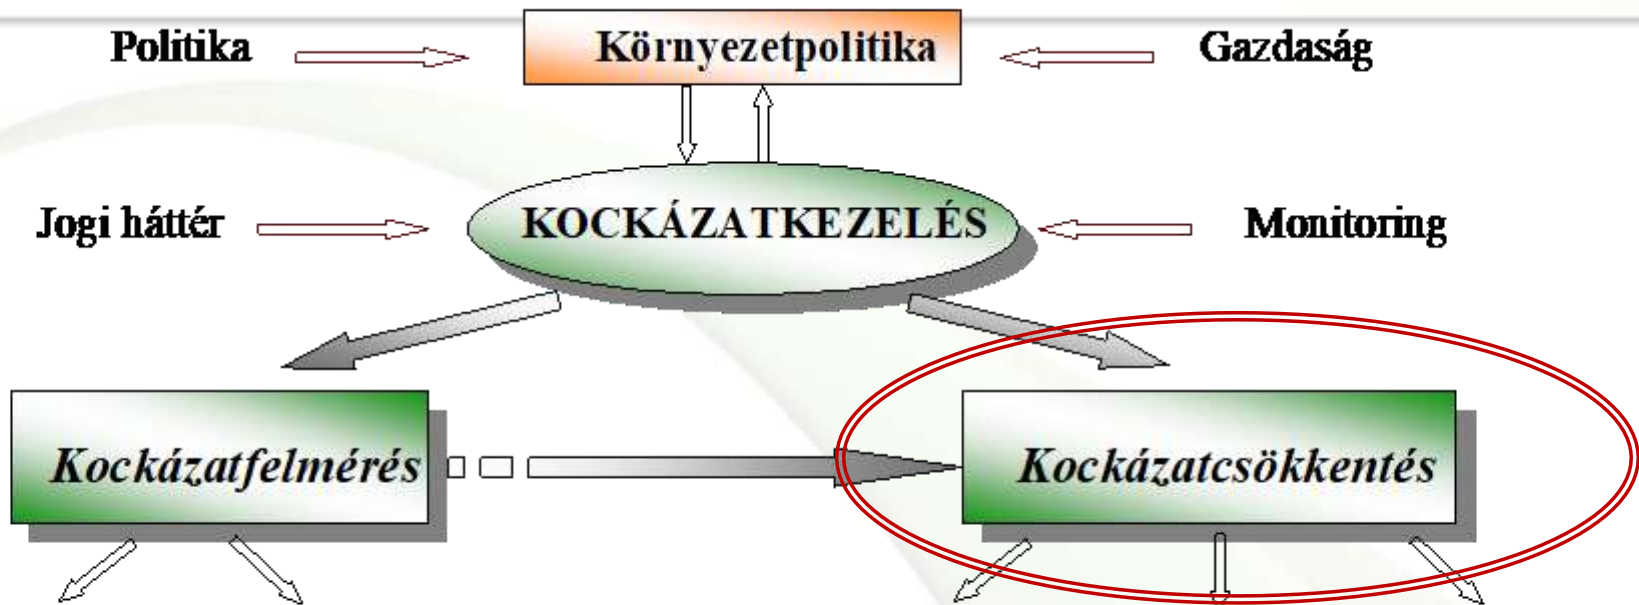 Politika
Környezetpolitika
Gazdaság
Jogi háttér
KOCKÁZATKEZELÉS
Monitoring
Kockázatfelmérés
Kockázatcsökkentés